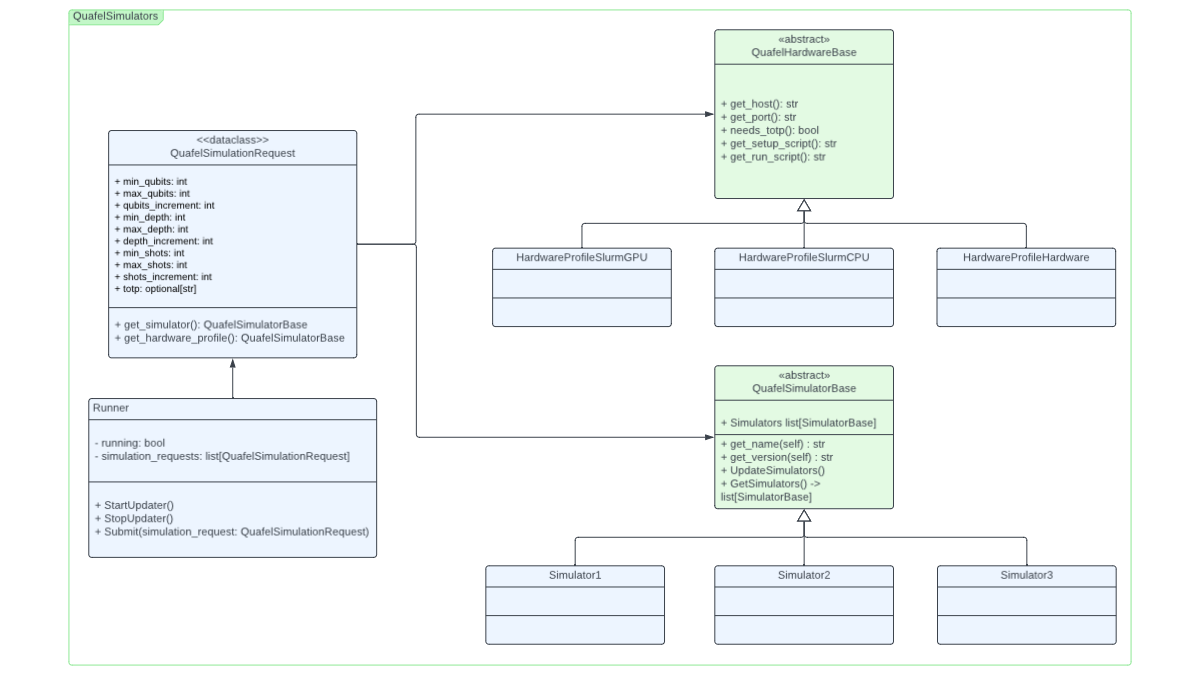 QuafelSimulators
«abstract»
QuafelHardwareBase
+ get_host(): str
+ get_port(): str
+ needs_totp(): bool
+ get_setup_script(): str
+ get_run_script(): str
<<dataclass>>
QuafelSimulationRequest
+ min_qubits: int
+ max_qubits: int
+ qubits_increment: int
+ min_depth: int
+ max_depth: int
+ depth_increment: int
+ min_shots: int
+ max_shots: int
+ shots_increment: int
+ totp: optional[str]
+ get_simulator(): QuafelSimulatorBase
+ get_hardware_profile(): QuafelSimulatorBase
HardwareProfileSlurmGPU
HardwareProfileSlurmCPU
HardwareProfileHardware
Runner
- running: bool
- simulation_requests: list[QuafelSimulationRequest]
+ StartUpdater()
+ StopUpdater()
+ Submit(simulation_request: QuafelSimulationRequest)
«abstract»
QuafelSimulatorBase
+ Simulators list[SimulatorBase]
+ get_name(self) : str
+ get_version(self) : str
+ UpdateSimulators()
+ GetSimulators() ->
list[SimulatorBase]
Simulator1
Simulator2
Simulator3